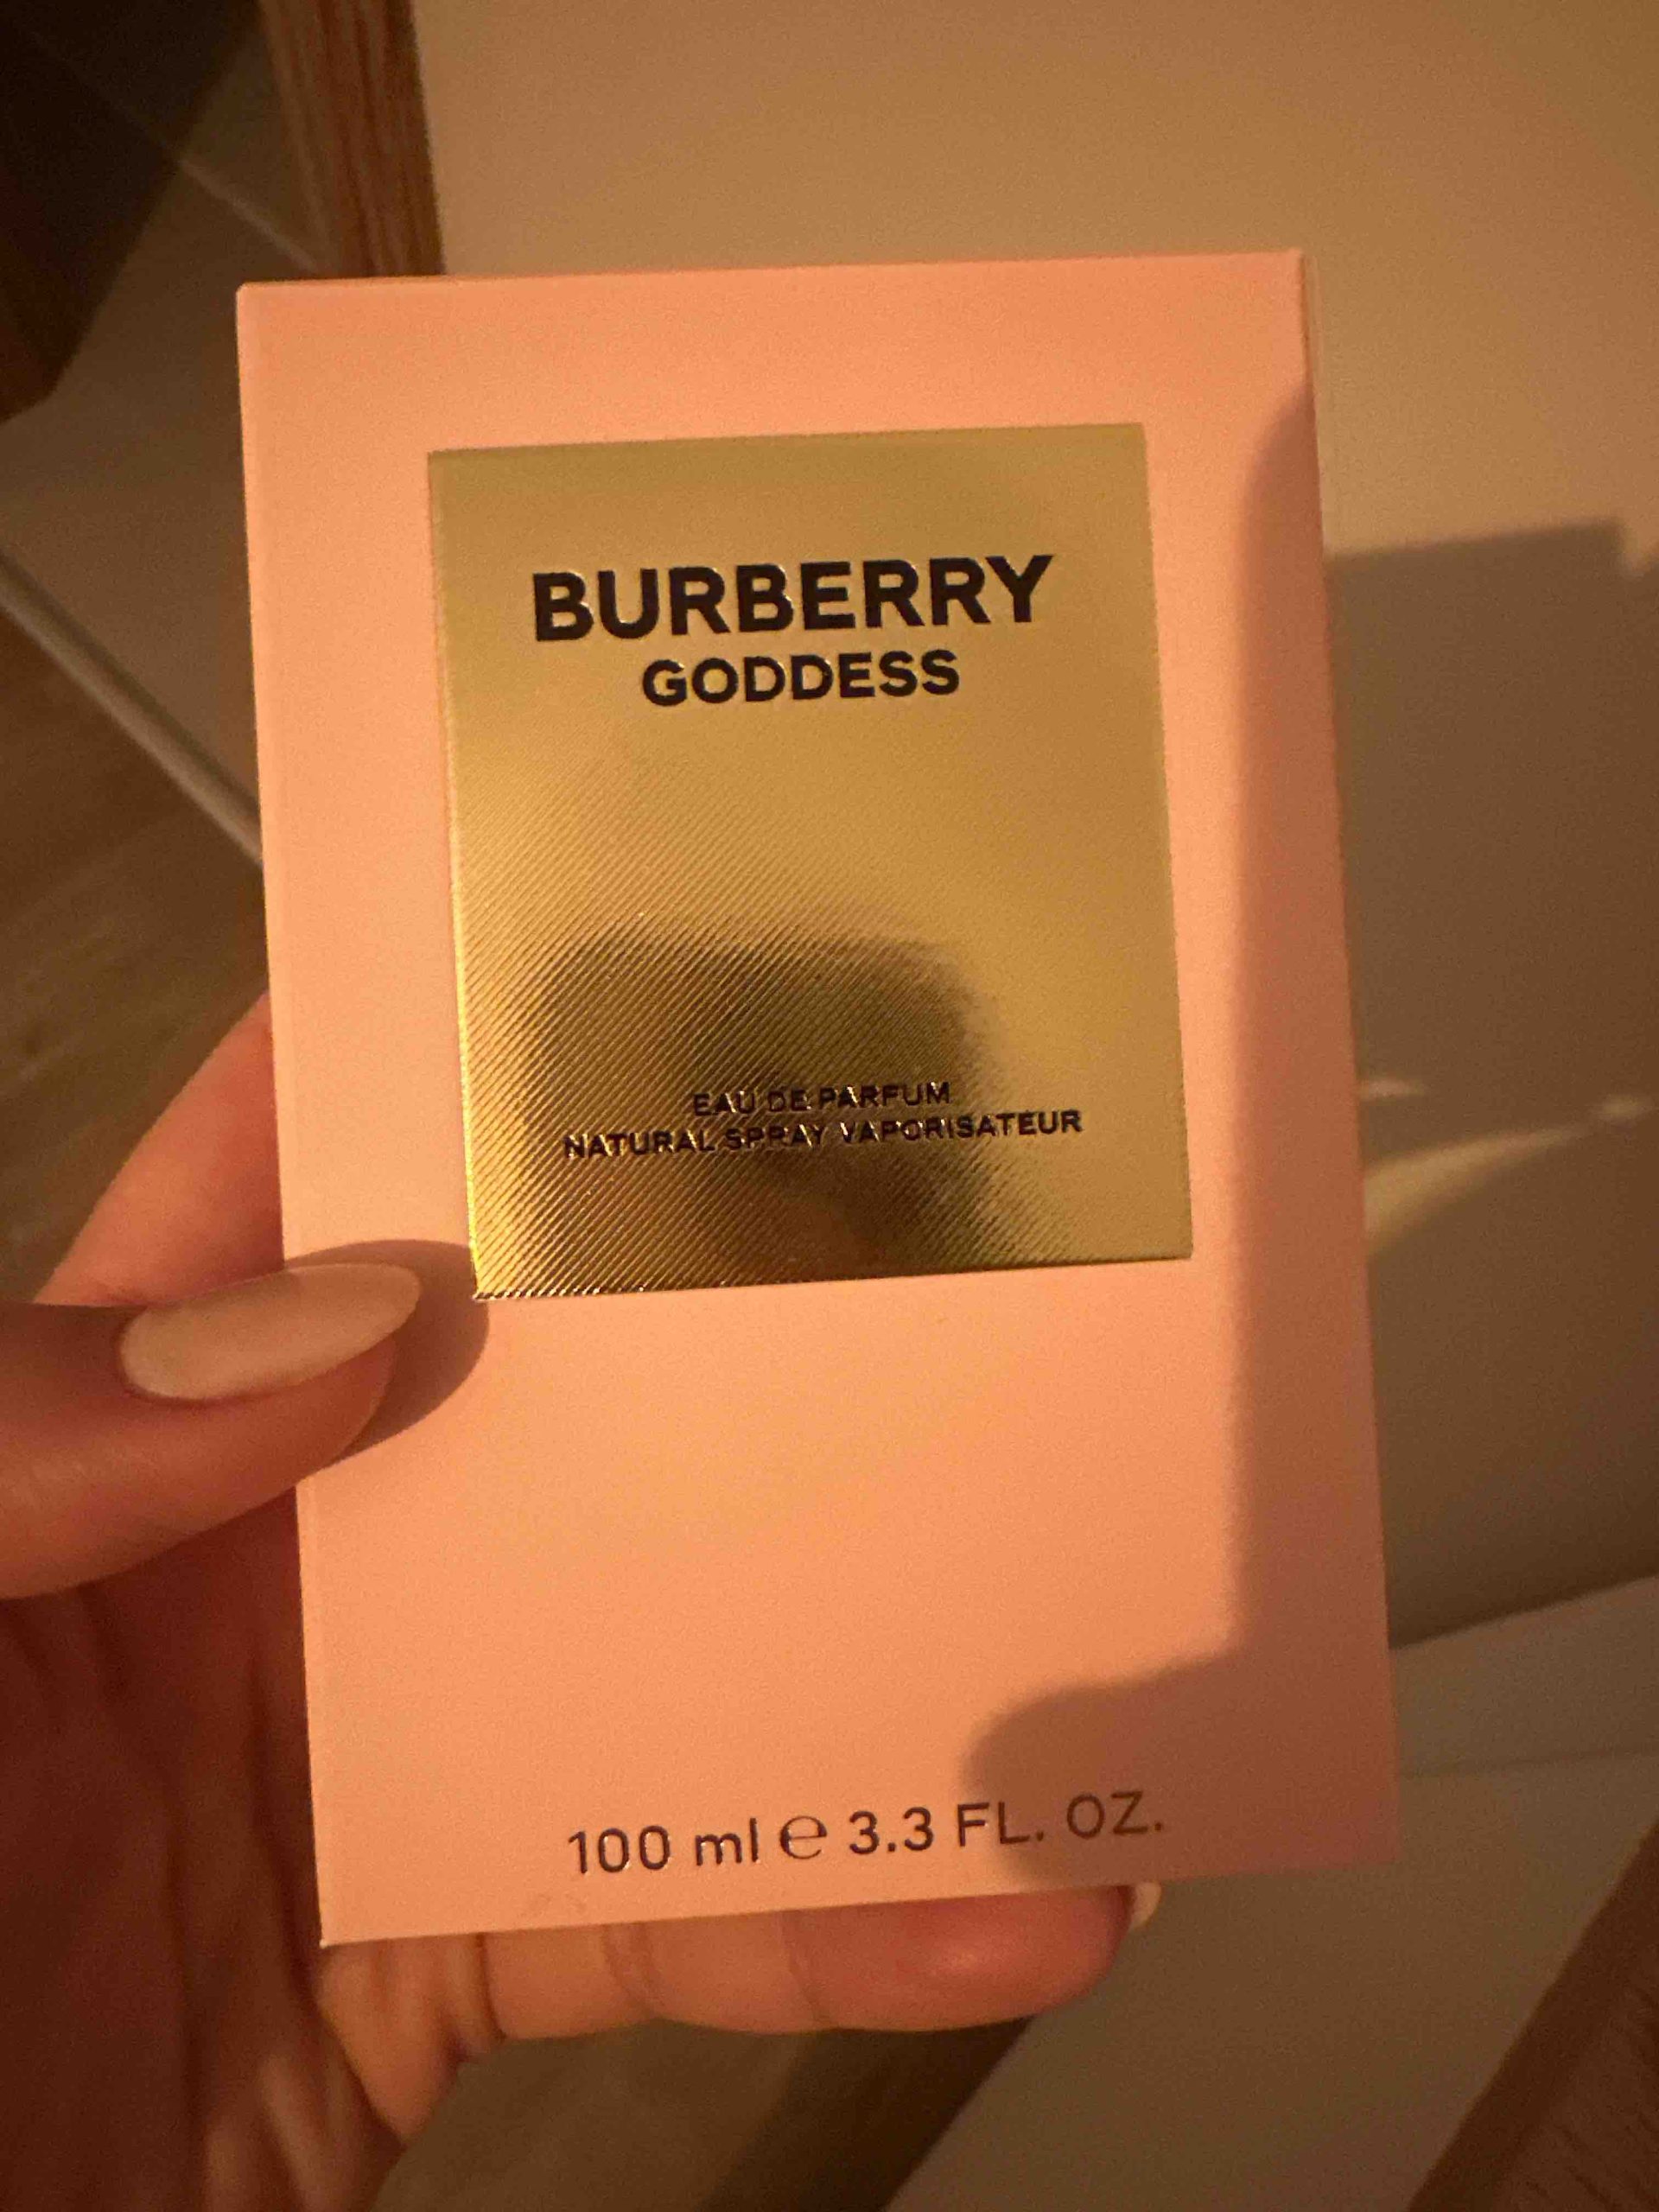 BURBERRY
GODDESS
EAU DE PARFUM
NATURAL SPRAY VAPORISATEUR
100 ml ℮ 3.3 FL. OZ.